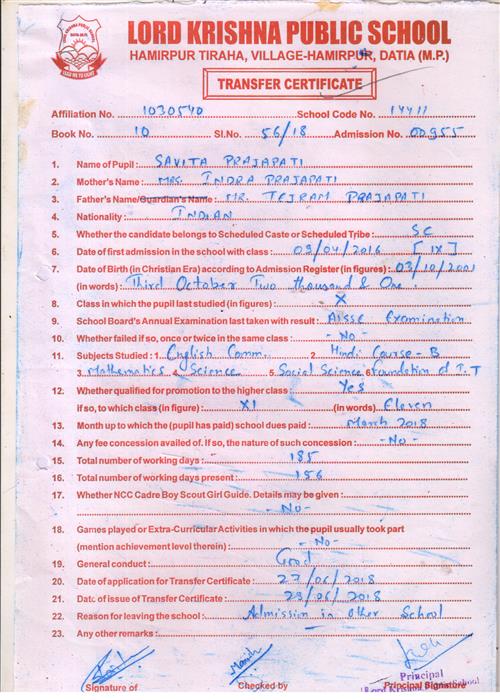 LORD KRISHNA PUBLIC SCHOOL
HAMIRPUR TIRAHA, VILLAGE-HAMIRPUR, DATIA (M.P.)
TRANSFER CERTIFICATE
Affiliation No. 1030540 School Code No. 14411
Book No. 10 Sl.No. 56/18 Admission No. 00955
1. Name of Pupil : SAVITA PRAJAPATI
2. Mother's Name : MRS. INDRA PRAJAPATI
3. Father's Name/Guardian's Name : MR. TEJRAM PRAJAPATI
4. Nationality : INDIAN
5. Whether the candidate belongs to Scheduled Caste or Scheduled Tribe : SC
6. Date of first admission in the school with class : 05/04/2016 [IX]
7. Date of Birth (in Christian Era) according to Admission Register (in figures) : 03/10/2001
(in words) : Third October Two thousand & One
8. Class in which the pupil last studied (in figures) : X
9. School Board's Annual Examination last taken with result : AISSE Examination
10. Whether failed if so, once or twice in the same class : - No -
11. Subjects Studied : 1. English Comm. 2. Hindi Course - B
3. Mathematics 4. Science 5. Social Science 6. Foundation of I.T
12. Whether qualified for promotion to the higher class : Yes
if so, to which class (in figure) : XI (in words) Eleven
13. Month up to which the (pupil has paid) school dues paid : March 2018
14. Any fee concession availed of. If so, the nature of such concession : - No -
15. Total number of working days : 185
16. Total number of working days present : 156
17. Whether NCC Cadre Boy Scout Girl Guide. Details may be given :
- No -
18. Games played or Extra-Curricular Activities in which the pupil usually took part
(mention achievement level therein) : - No -
19. General conduct : Good
20. Date of application for Transfer Certificate : 27/06/2018
21. Date of issue of Transfer Certificate : 29/06/2018
22. Reason for leaving the school : Admission in other School
23. Any other remarks :
Principal
Signature of Checked by Principal Signature